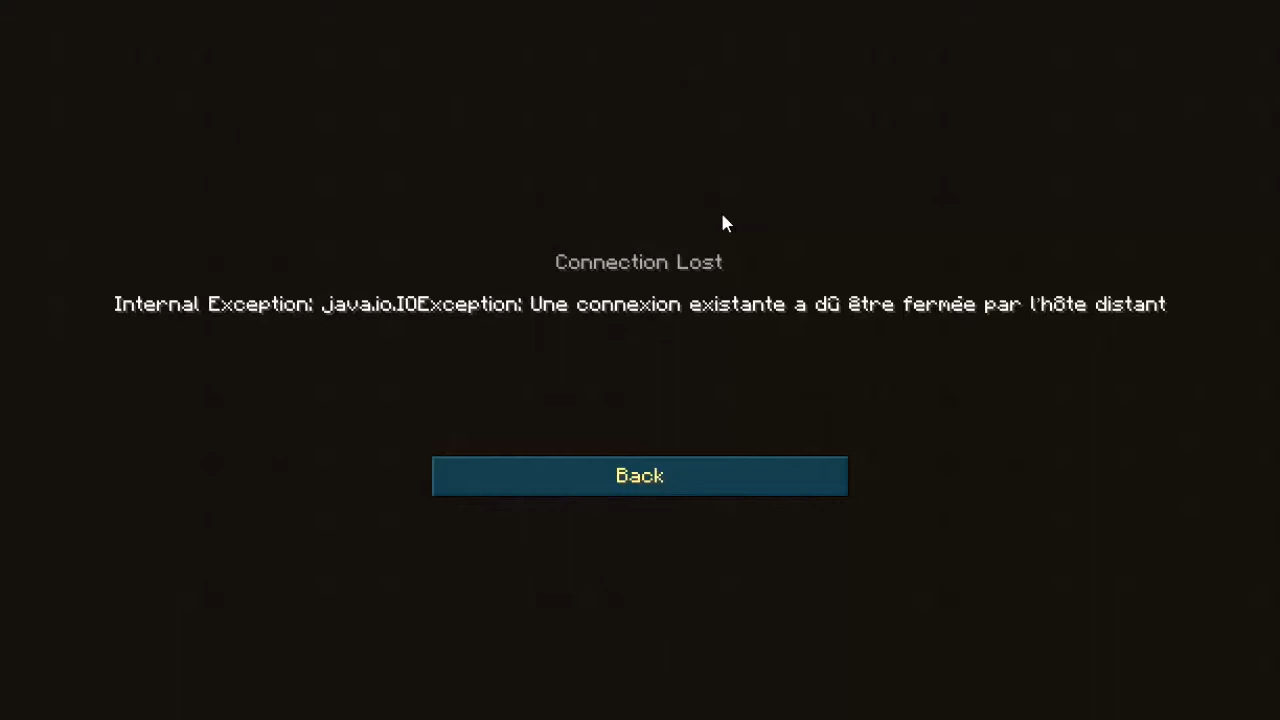 Connection Lost
Internal Exception: java.io.IOException: Une connexion existante a dû être fermée par l'hôte distant
Back